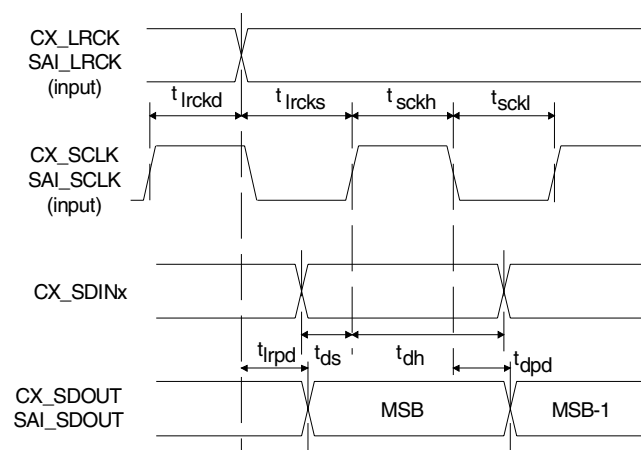 CX_LRCK
SAI_LRCK
(input)
t lrckd
t lrcks
t sckh
t sckl
CX_SCLK
SAI_SCLK
(input)
CX_SDINx
t lrpd
t ds
t dh
t dpd
CX_SDOUT
SAI_SDOUT
MSB
MSB-1